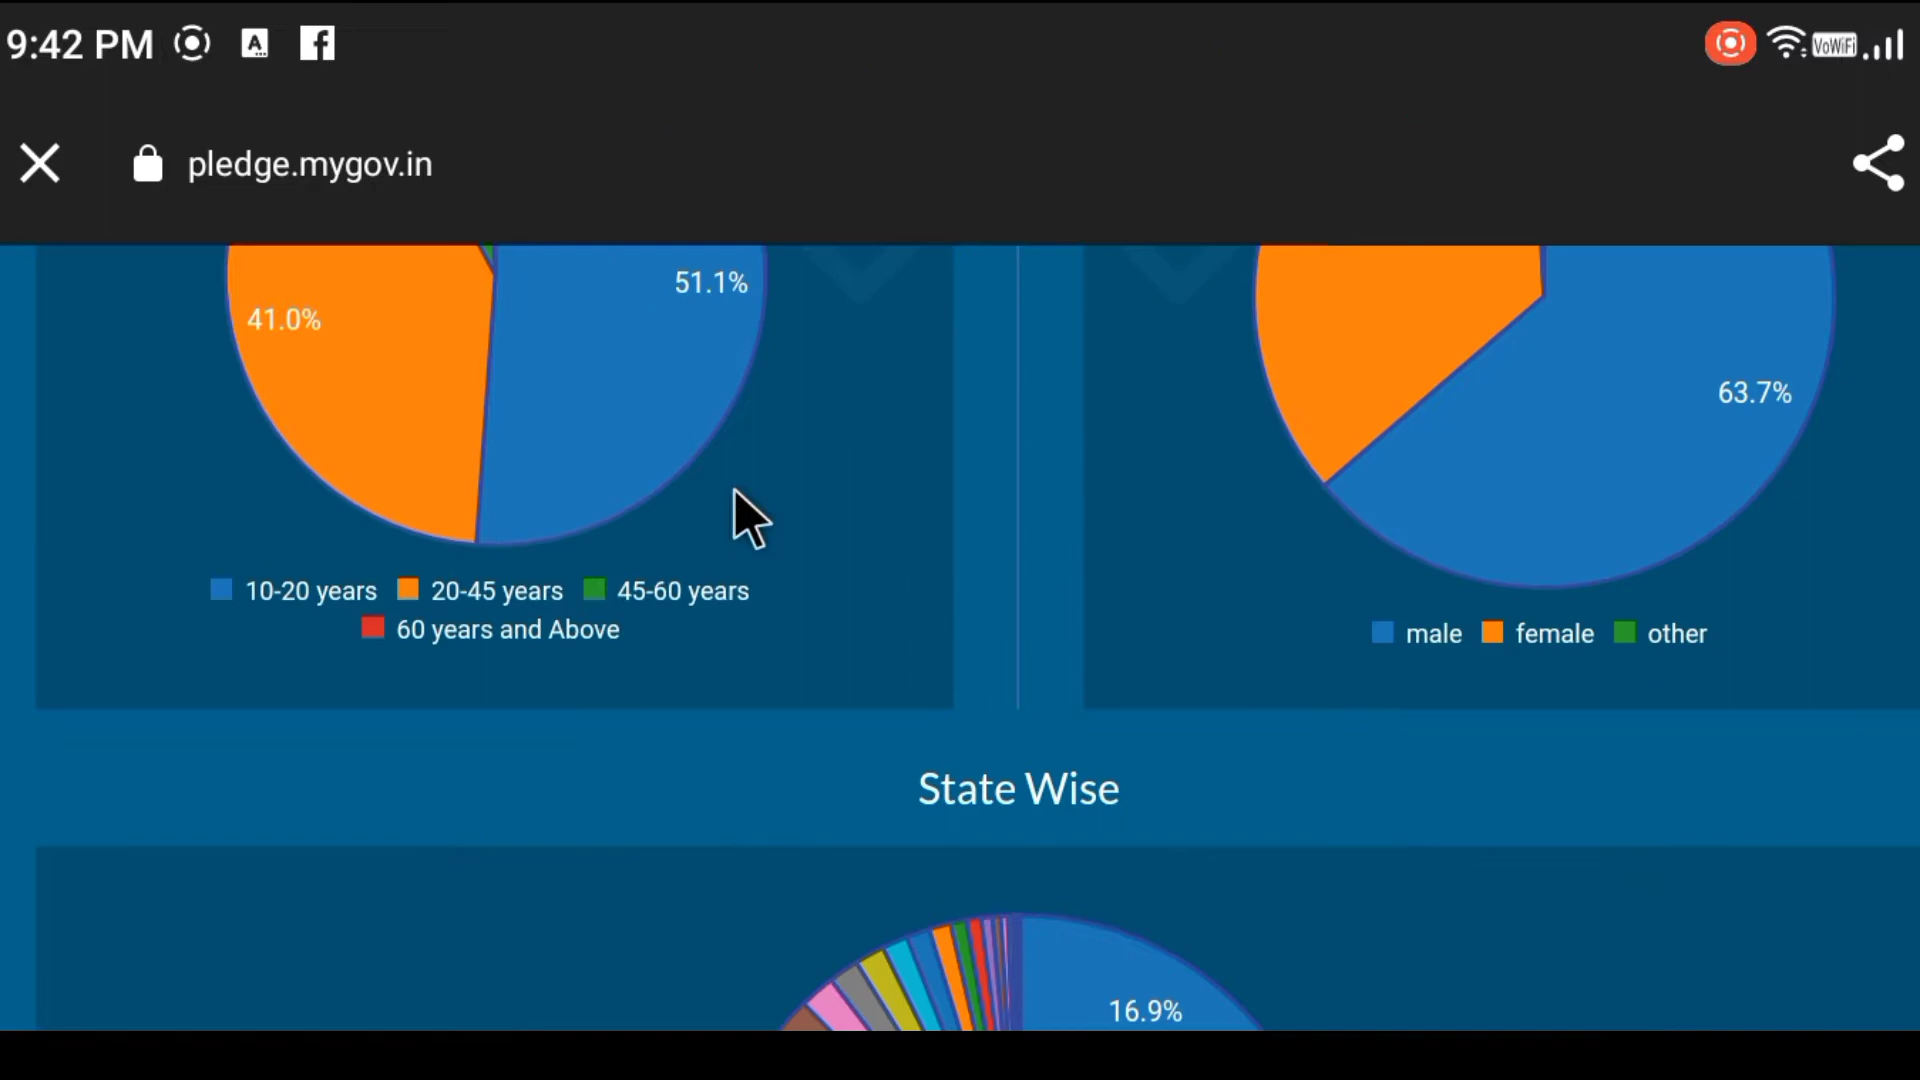 9:42 PM
VoWiFi
pledge.mygov.in
51.1%
41.0%
10-20 years 20-45 years 45-60 years
60 years and Above
63.7%
male female other
State Wise
16.9%